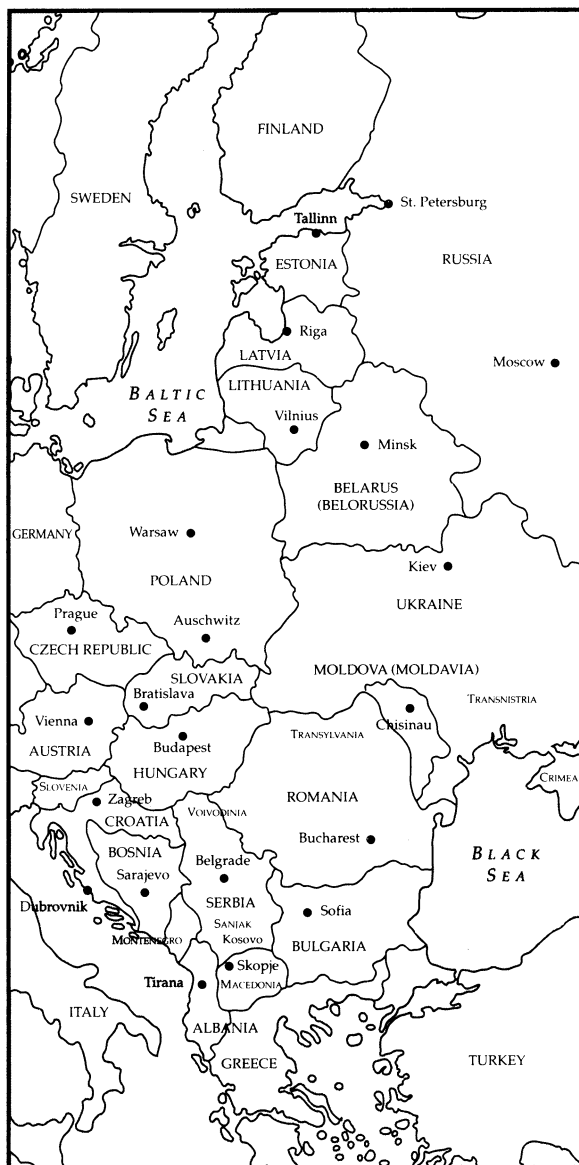 FINLAND
SWEDEN
St. Petersburg
Tallinn
ESTONIA
RUSSIA
Riga
LATVIA
Moscow
LITHUANIA
BALTIC
SEA
Vilnius
Minsk
BELARUS
(BELORUSSIA)
GERMANY
Warsaw
Kiev
POLAND
UKRAINE
Prague
Auschwitz
CZECH REPUBLIC
SLOVAKIA
MOLDOVA (MOLDAVIA)
Bratislava
TRANSNISTRIA
Vienna
Chisinau
TRANSYLVANIA
AUSTRIA
Budapest
HUNGARY
CRIMEA
SLOVENIA
Zagreb
ROMANIA
VOIVODINIA
CROATIA
Bucharest
BOSNIA
BLACK
SEA
Belgrade
Sarajevo
SERBIA
Dubrovnik
Sofia
SANJAK
KOSOVO
MONTENEGRO
BULGARIA
Skopje
Tirana
MACEDONIA
ITALY
ALBANIA
GREECE
TURKEY